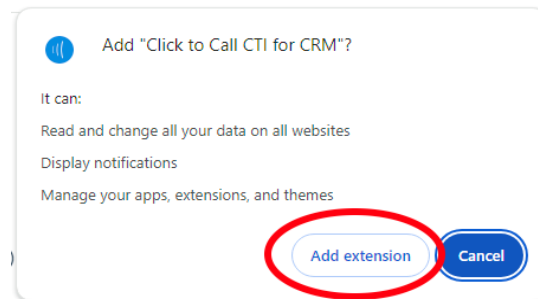 Add "Click to Call CTI for CRM"?
It can:
Read and change all your data on all websites
Display notifications
Manage your apps, extensions, and themes
)
Add extension Cancel